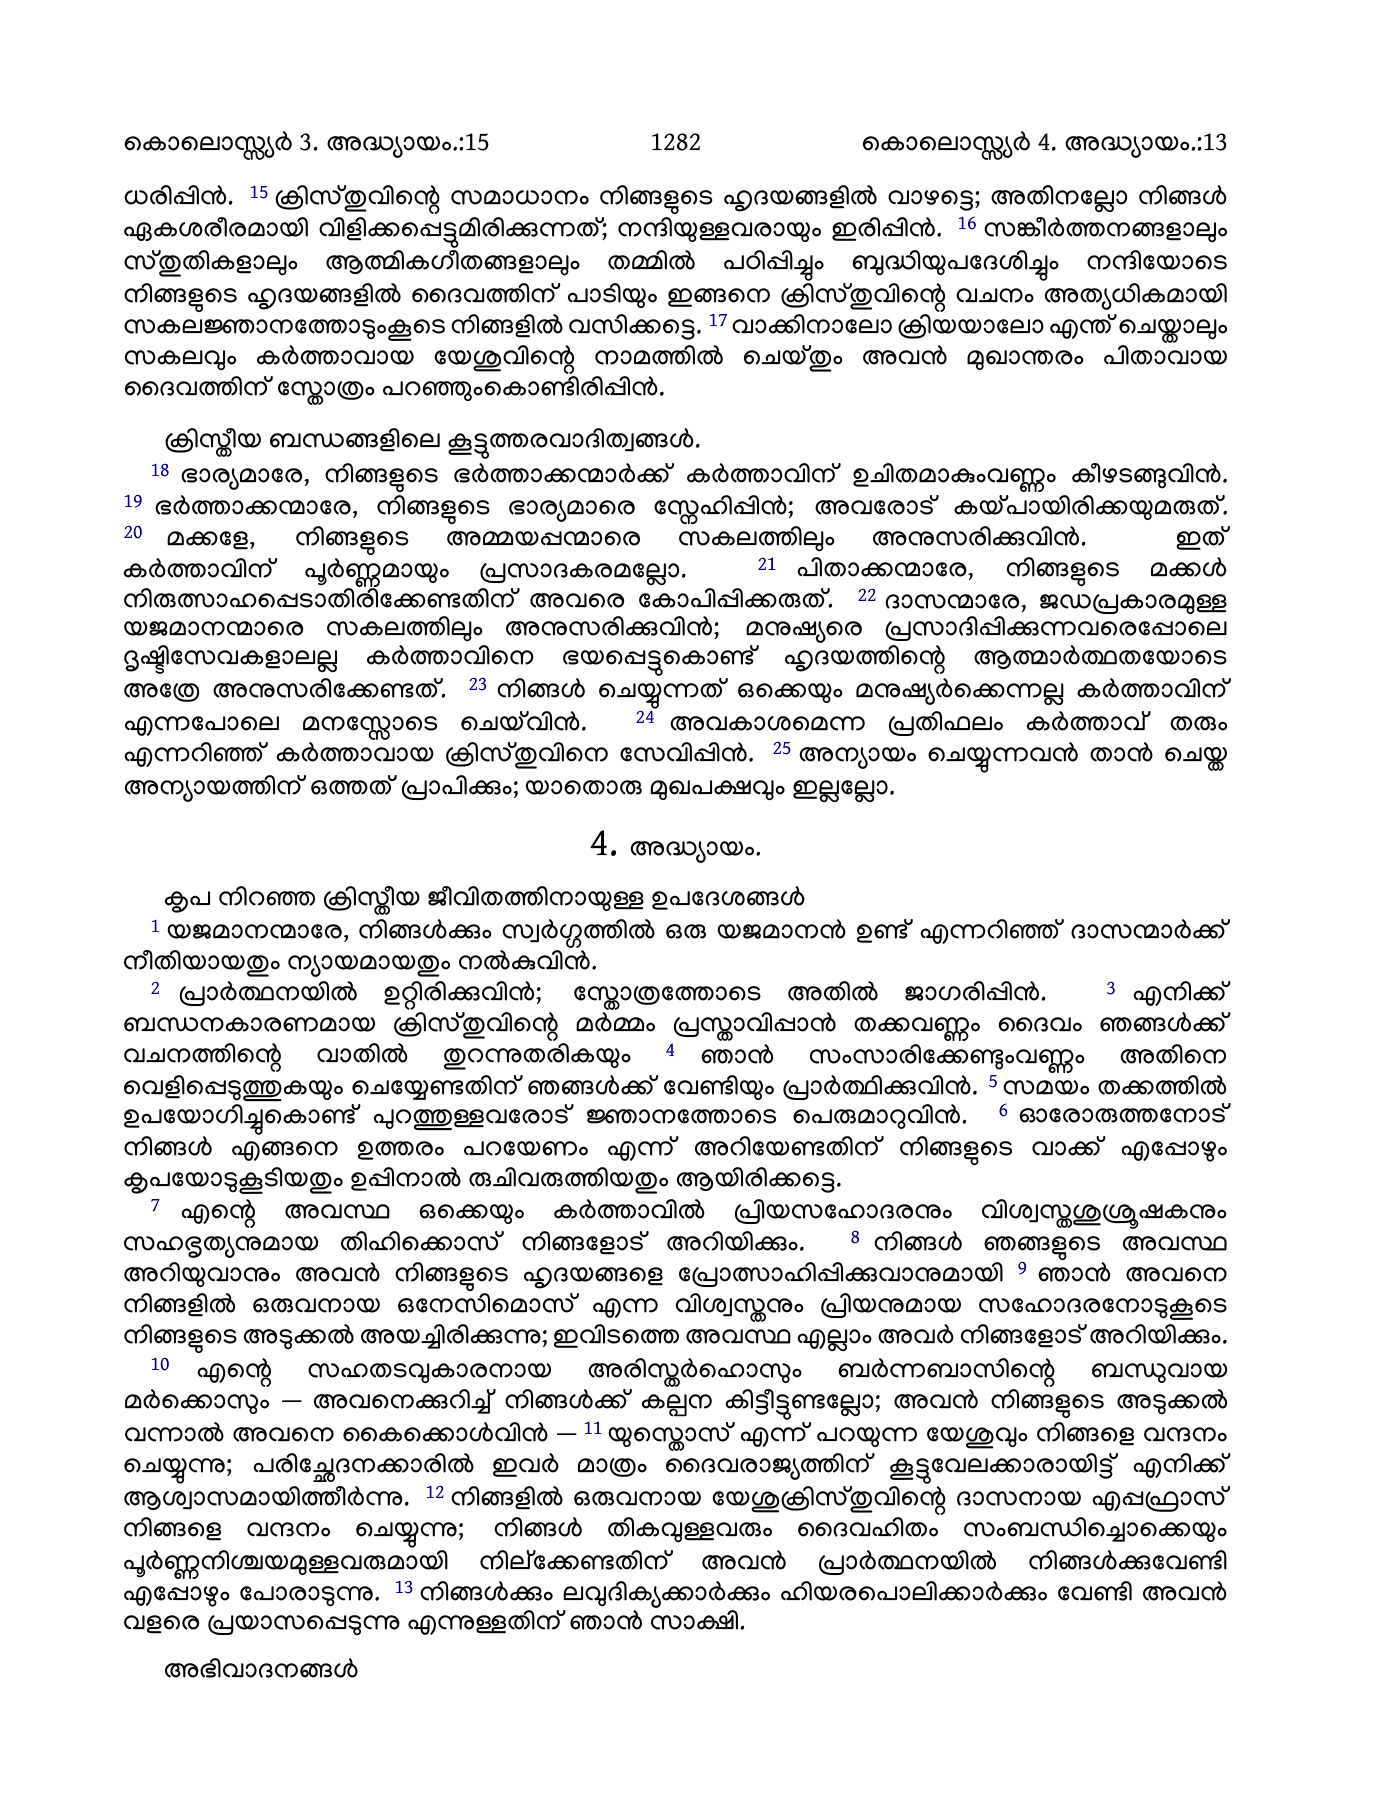 കൊലൊസ്സ്യർ 3. അദ്ധ്യായം.:15 1282 കൊലൊസ്സ്യർ 4. അദ്ധ്യായം.:13
ധരിപ്പിൻ. 15 ക്രിസ്തുവിന്റെ സമാധാനം നിങ്ങളുടെ ഹൃദയങ്ങളിൽ വാഴട്ടെ; അതിനല്ലോ നിങ്ങൾ
ഏകശരീരമായി വിളിക്കപ്പെട്ടുമിരിക്കുന്നത്; നന്ദിയുള്ളവരായും ഇരിപ്പിൻ. 16 സങ്കീർത്തനങ്ങളാലും
സ്തുതികളാലും ആത്മികഗീതങ്ങളാലും തമ്മിൽ പഠിപ്പിച്ചും ബുദ്ധിയുപദേശിച്ചും നന്ദിയോടെ
നിങ്ങളുടെ ഹൃദയങ്ങളിൽ ദൈവത്തിന് പാടിയും ഇങ്ങനെ ക്രിസ്തുവിന്റെ വചനം അത്യധികമായി
സകലജ്ഞാനത്തോടുംകൂടെ നിങ്ങളിൽ വസിക്കട്ടെ. 17 വാക്കിനാലോ ക്രിയയാലോ എന്ത് ചെയ്താലും
സകലവും കർത്താവായ യേശുവിന്റെ നാമത്തിൽ ചെയ്തും അവൻ മുഖാന്തരം പിതാവായ
ദൈവത്തിന് സ്തോത്രം പറഞ്ഞുംകൊണ്ടിരിപ്പിൻ.
ക്രിസ്തീയ ബന്ധങ്ങളിലെ കൂട്ടുത്തരവാദിത്വങ്ങൾ.
18 ഭാര്യമാരേ, നിങ്ങളുടെ ഭർത്താക്കന്മാർക്ക് കർത്താവിന് ഉചിതമാകുംവണ്ണം കീഴടങ്ങുവിൻ.
19 ഭർത്താക്കന്മാരേ, നിങ്ങളുടെ ഭാര്യമാരെ സ്നേഹിപ്പിൻ; അവരോട് കയ്പായിരിക്കയുമരുത്.
20 മക്കളേ, നിങ്ങളുടെ അമ്മയപ്പന്മാരെ സകലത്തിലും അനുസരിക്കുവിൻ. ഇത്
കർത്താവിന് പൂർണ്ണമായും പ്രസാദകരമല്ലോ. 21 പിതാക്കന്മാരേ, നിങ്ങളുടെ മക്കൾ
നിരുത്സാഹപ്പെടാതിരിക്കേണ്ടതിന് അവരെ കോപിപ്പിക്കരുത്. 22 ദാസന്മാരേ, ജഡപ്രകാരമുള്ള
യജമാനന്മാരെ സകലത്തിലും അനുസരിക്കുവിൻ; മനുഷ്യരെ പ്രസാദിപ്പിക്കുന്നവരെപ്പോലെ
ദൃഷ്ടിസേവകളാലല്ല കർത്താവിനെ ഭയപ്പെട്ടുകൊണ്ട് ഹൃദയത്തിന്റെ ആത്മാർത്ഥതയോടെ
അത്രേ അനുസരിക്കേണ്ടത്. 23 നിങ്ങൾ ചെയ്യുന്നത് ഒക്കെയും മനുഷ്യർക്കെന്നല്ല കർത്താവിന്
എന്നപോലെ മനസ്സോടെ ചെയ്‌വിൻ. 24 അവകാശമെന്ന പ്രതിഫലം കർത്താവ് തരും
എന്നറിഞ്ഞ് കർത്താവായ ക്രിസ്തുവിനെ സേവിപ്പിൻ. 25 അന്യായം ചെയ്യുന്നവൻ താൻ ചെയ്ത
അന്യായത്തിന് ഒത്തത് പ്രാപിക്കും; യാതൊരു മുഖപക്ഷവും ഇല്ലല്ലോ.
4. അദ്ധ്യായം.
കൃപ നിറഞ്ഞ ക്രിസ്തീയ ജീവിതത്തിനായുള്ള ഉപദേശങ്ങൾ
1 യജമാനന്മാരേ, നിങ്ങൾക്കും സ്വർഗ്ഗത്തിൽ ഒരു യജമാനൻ ഉണ്ട് എന്നറിഞ്ഞ് ദാസന്മാർക്ക്
നീതിയായതും ന്യായമായതും നൽകുവിൻ.
2 പ്രാർത്ഥനയിൽ ഉറ്റിരിക്കുവിൻ; സ്തോത്രത്തോടെ അതിൽ ജാഗരിപ്പിൻ. 3 എനിക്ക്
ബന്ധനകാരണമായ ക്രിസ്തുവിന്റെ മർമ്മം പ്രസ്താവിപ്പാൻ തക്കവണ്ണം ദൈവം ഞങ്ങൾക്ക്
വചനത്തിന്റെ വാതിൽ തുറന്നുതരികയും 4 ഞാൻ സംസാരിക്കേണ്ടുംവണ്ണം അതിനെ
വെളിപ്പെടുത്തുകയും ചെയ്യേണ്ടതിന് ഞങ്ങൾക്ക് വേണ്ടിയും പ്രാർത്ഥിക്കുവിൻ. 5 സമയം തക്കത്തിൽ
ഉപയോഗിച്ചുകൊണ്ട് പുറത്തുള്ളവരോട് ജ്ഞാനത്തോടെ പെരുമാറുവിൻ. 6 ഓരോരുത്തനോട്
നിങ്ങൾ എങ്ങനെ ഉത്തരം പറയേണം എന്ന് അറിയേണ്ടതിന് നിങ്ങളുടെ വാക്ക് എപ്പോഴും
കൃപയോടുകൂടിയതും ഉപ്പിനാൽ രുചിവരുത്തിയതും ആയിരിക്കട്ടെ.
7 എന്റെ അവസ്ഥ ഒക്കെയും കർത്താവിൽ പ്രിയസഹോദരനും വിശ്വസ്തശുശ്രൂഷകനും
സഹഭൃത്യനുമായ തിഹിക്കൊസ് നിങ്ങളോട് അറിയിക്കും. 8 നിങ്ങൾ ഞങ്ങളുടെ അവസ്ഥ
അറിയുവാനും അവൻ നിങ്ങളുടെ ഹൃദയങ്ങളെ പ്രോത്സാഹിപ്പിക്കുവാനുമായി 9 ഞാൻ അവനെ
നിങ്ങളിൽ ഒരുവനായ ഒനേസിമൊസ് എന്ന വിശ്വസ്തനും പ്രിയനുമായ സഹോദരനോടുകൂടെ
നിങ്ങളുടെ അടുക്കൽ അയച്ചിരിക്കുന്നു; ഇവിടത്തെ അവസ്ഥ എല്ലാം അവർ നിങ്ങളോട് അറിയിക്കും.
10 എന്റെ സഹതടവുകാരനായ അരിസ്തർഹൊസും ബർന്നബാസിന്റെ ബന്ധുവായ
മർക്കൊസും — അവനെക്കുറിച്ച് നിങ്ങൾക്ക് കല്പന കിട്ടീട്ടുണ്ടല്ലോ; അവൻ നിങ്ങളുടെ അടുക്കൽ
വന്നാൽ അവനെ കൈക്കൊൾവിൻ — 11 യുസ്തൊസ് എന്ന് പറയുന്ന യേശുവും നിങ്ങളെ വന്ദനം
ചെയ്യുന്നു; പരിച്ഛേദനക്കാരിൽ ഇവർ മാത്രം ദൈവരാജ്യത്തിന് കൂട്ടുവേലക്കാരായിട്ട് എനിക്ക്
ആശ്വാസമായിത്തീർന്നു. 12 നിങ്ങളിൽ ഒരുവനായ യേശുക്രിസ്തുവിന്റെ ദാസനായ എപ്പഫ്രാസ്
നിങ്ങളെ വന്ദനം ചെയ്യുന്നു; നിങ്ങൾ തികവുള്ളവരും ദൈവഹിതം സംബന്ധിച്ചൊക്കെയും
പൂർണ്ണനിശ്ചയമുള്ളവരുമായി നില്ക്കേണ്ടതിന് അവൻ പ്രാർത്ഥനയിൽ നിങ്ങൾക്കുവേണ്ടി
എപ്പോഴും പോരാടുന്നു. 13 നിങ്ങൾക്കും ലവുദിക്യക്കാർക്കും ഹിയരപൊലിക്കാർക്കും വേണ്ടി അവൻ
വളരെ പ്രയാസപ്പെടുന്നു എന്നുള്ളതിന് ഞാൻ സാക്ഷി.
അഭിവാദനങ്ങൾ